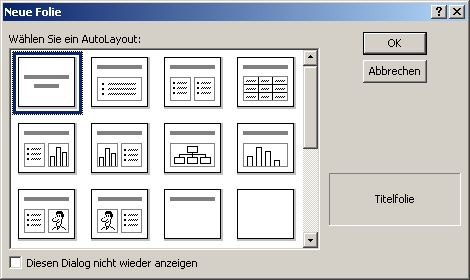 Neue Folie
Wählen Sie ein AutoLayout:
OK
Abbrechen
Titelfolie
Diesen Dialog nicht wieder anzeigen